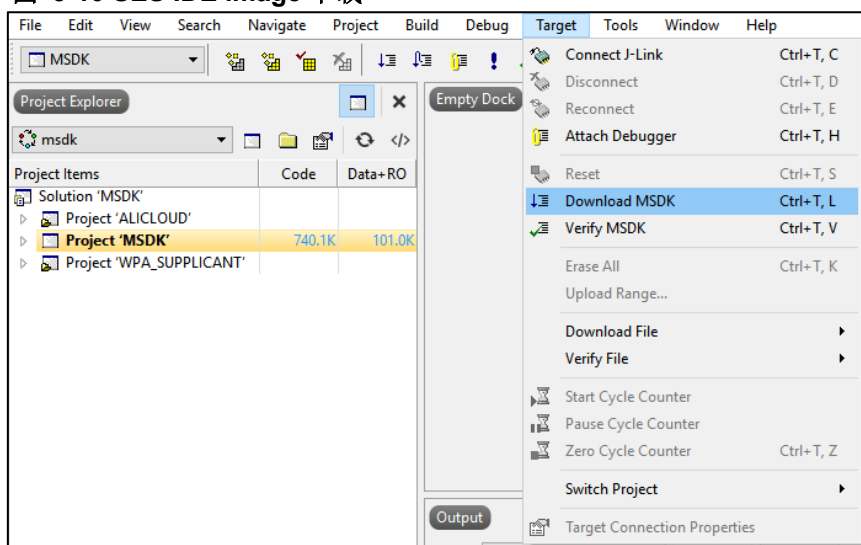 File Edit View Search Navigate Project Build Debug Target Tools Window Help
MSDK
Project Explorer
Empty Dock
msdk
Project Items Code Data+RO
Solution 'MSDK'
Project 'ALICLOUD'
Project 'MSDK' 740.1K 101.0K
Project 'WPA_SUPPLICANT'
Connect J-Link Ctrl+T, C
Disconnect Ctrl+T, D
Reconnect Ctrl+T, E
Attach Debugger Ctrl+T, H
Reset Ctrl+T, S
Download MSDK Ctrl+T, L
Verify MSDK Ctrl+T, V
Erase All Ctrl+T, K
Upload Range...
Download File
Verify File
Start Cycle Counter
Pause Cycle Counter
Zero Cycle Counter Ctrl+T, Z
Switch Project
Target Connection Properties
Output